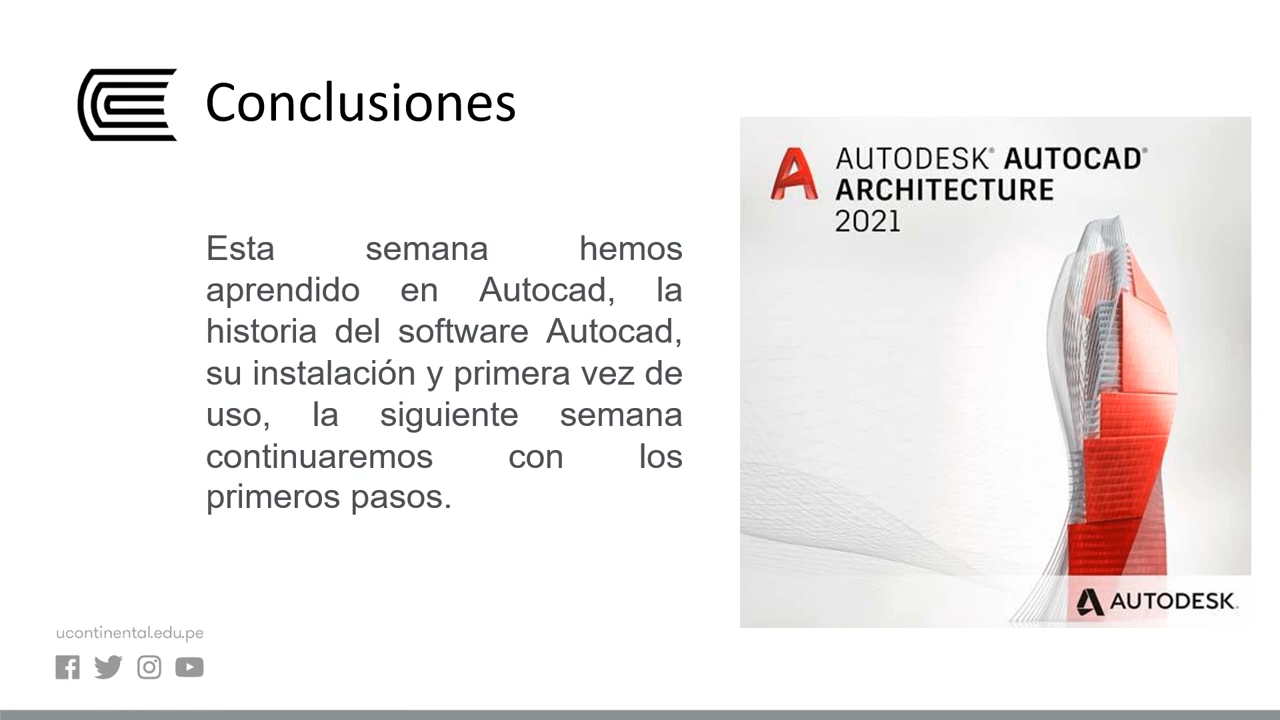 Conclusiones
Esta semana hemos
aprendido en Autocad, la
historia del software Autocad,
su instalación y primera vez de
uso, la siguiente semana
continuaremos con los
primeros pasos.
AUTODESK® AUTOCAD®
ARCHITECTURE
2021
AUTODESK.
ucontinental.edu.pe